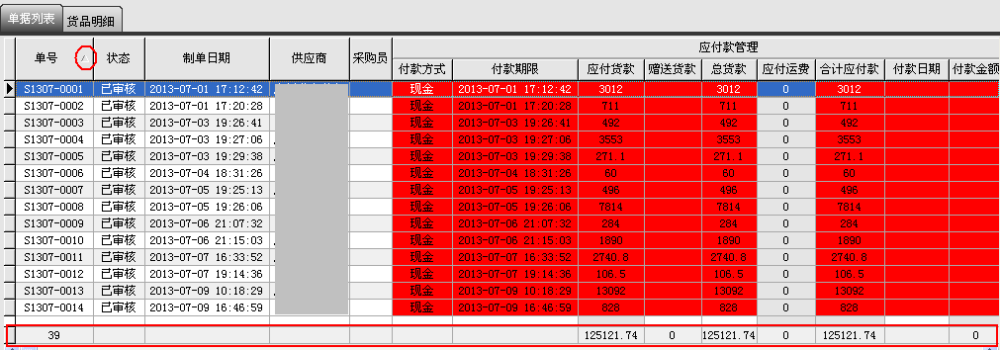 单据列表 货品明细
应付款管理
单号 状态 制单日期 供应商 采购员 付款方式 付款期限 应付货款 赠送货款 总货款 应付运费 合计应付款 付款日期 付款金额
S1307-0001 已审核 2013-07-01 17:12:42 现金 2013-07-01 17:12:42 3012 3012 0 3012
S1307-0002 已审核 2013-07-01 17:20:28 现金 2013-07-01 17:20:28 711 711 0 711
S1307-0003 已审核 2013-07-03 19:26:41 现金 2013-07-03 19:26:41 492 492 0 492
S1307-0004 已审核 2013-07-03 19:27:06 现金 2013-07-03 19:27:06 3553 3553 0 3553
S1307-0005 已审核 2013-07-03 19:29:38 现金 2013-07-03 19:29:38 271.1 271.1 0 271.1
S1307-0006 已审核 2013-07-04 18:31:26 现金 2013-07-04 18:31:26 60 60 0 60
S1307-0007 已审核 2013-07-05 19:25:13 现金 2013-07-05 19:25:13 496 496 0 496
S1307-0008 已审核 2013-07-05 19:26:06 现金 2013-07-05 19:26:06 7814 7814 0 7814
S1307-0009 已审核 2013-07-06 21:07:32 现金 2013-07-06 21:07:32 284 284 0 284
S1307-0010 已审核 2013-07-06 21:15:03 现金 2013-07-06 21:15:03 1890 1890 0 1890
S1307-0011 已审核 2013-07-07 16:33:52 现金 2013-07-07 16:33:52 2740.8 2740.8 0 2740.8
S1307-0012 已审核 2013-07-07 19:14:36 现金 2013-07-07 19:14:36 106.5 106.5 0 106.5
S1307-0013 已审核 2013-07-09 10:18:29 现金 2013-07-09 10:18:29 13092 13092 0 13092
S1307-0014 已审核 2013-07-09 16:46:59 现金 2013-07-09 16:46:59 828 828 0 828
39 125121.74 0 125121.74 125121.74 0